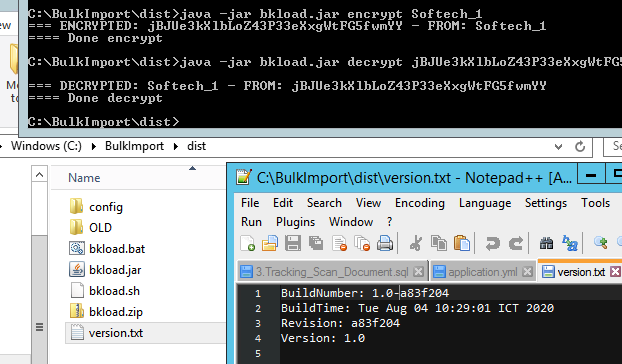 C:\BulkImport\dist>java -jar bkload.jar encrypt Softech_1
=== ENCRYPTED: jBJUe3kXlbLoZ43P33eXxgWtFG5fwmYY - FROM: Softech_1
==== Done encrypt
C:\BulkImport\dist>java -jar bkload.jar decrypt jBJUe3kXlbLoZ43P33eXxgWtFG5
=== DECRYPTED: Softech_1 - FROM: jBJUe3kXlbLoZ43P33eXxgWtFG5fwmYY
==== Done decrypt
C:\BulkImport\dist>
Windows (C:) BulkImport dist
Name
config
OLD
bkload.bat
bkload.jar
bkload.sh
bkload.zip
version.txt
C:\BulkImport\dist\version.txt - Notepad++ [A...
File Edit Search View Encoding Language Settings Tools
Run Plugins Window ?
3.Tracking_Scan_Document.sql application.yml version.txt
1 BuildNumber: 1.0-a83f204
2 BuildTime: Tue Aug 04 10:29:01 ICT 2020
3 Revision: a83f204
4 Version: 1.0
5